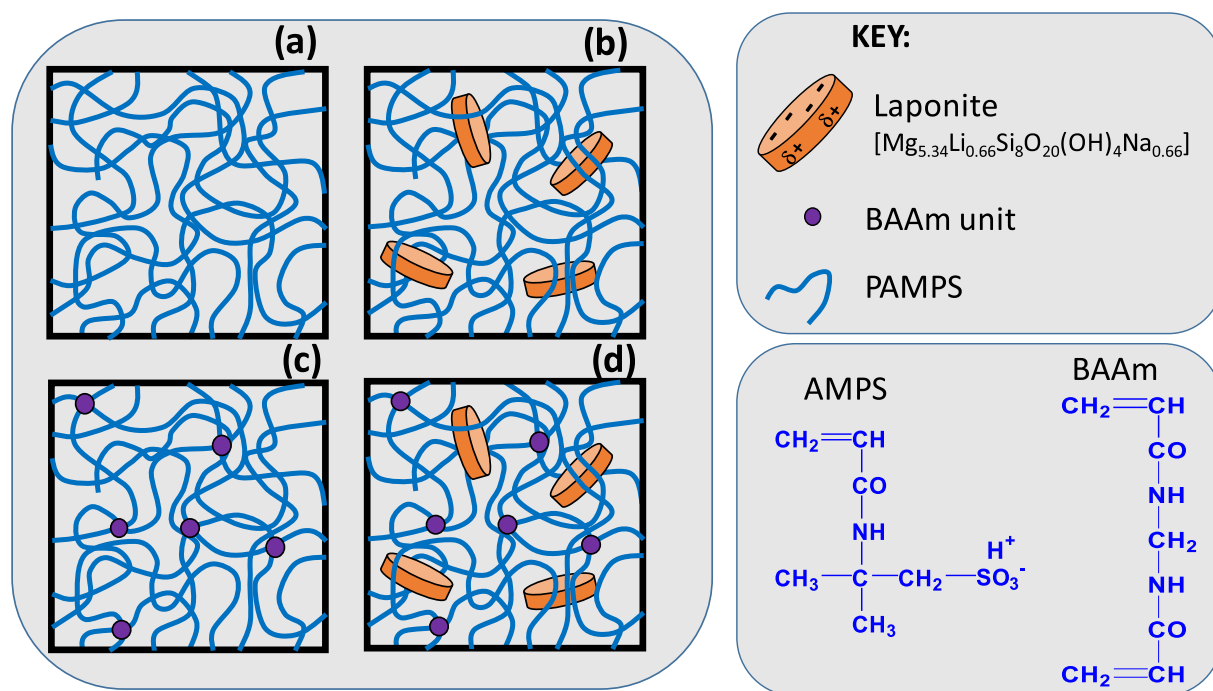 (a)
(b)
(c)
(d)
KEY:
δ+ δ+
Laponite
[Mg5.34Li0.66Si8O20(OH)4Na0.66]
BAAm unit
PAMPS
AMPS
CH2=CH
CO
NH
H+
CH3—C—CH2—SO3-
CH3
BAAm
CH2=CH
CO
NH
CH2
NH
CO
CH2=CH